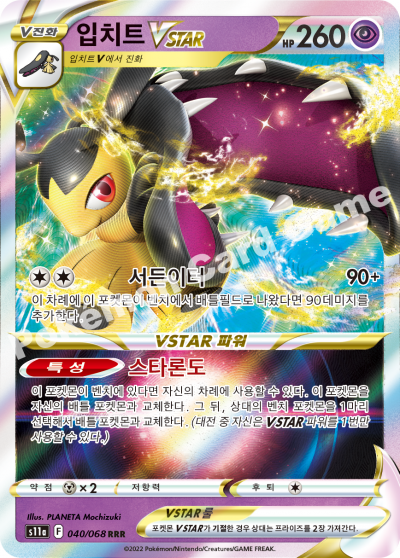 V진화 입치트 VSTAR HP 260
입치트V에서 진화
서든이터 90+
이 차례에 이 포켓몬이 벤치에서 배틀필드로 나왔다면 90데미지를
추가한다.
VSTAR 파워
특성 스타론도
이 포켓몬이 벤치에 있다면 자신의 차례에 사용할 수 있다. 이 포켓몬을
자신의 배틀 포켓몬과 교체한다. 그 뒤, 상대의 벤치 포켓몬을 1마리
선택해서 배틀 포켓몬과 교체한다. (대전 중 자신은 VSTAR 파워를 1번만
사용할 수 있다.)
약점 ×2 저항력 후퇴
Illus. PLANETA Mochizuki
VSTAR룰
s11a F 040/068 RRR
포켓몬 VSTAR가 기절한 경우 상대는 프라이즈를 2장 가져간다.
©2022 Pokémon/Nintendo/Creatures/GAME FREAK.
Pokémon Card Game